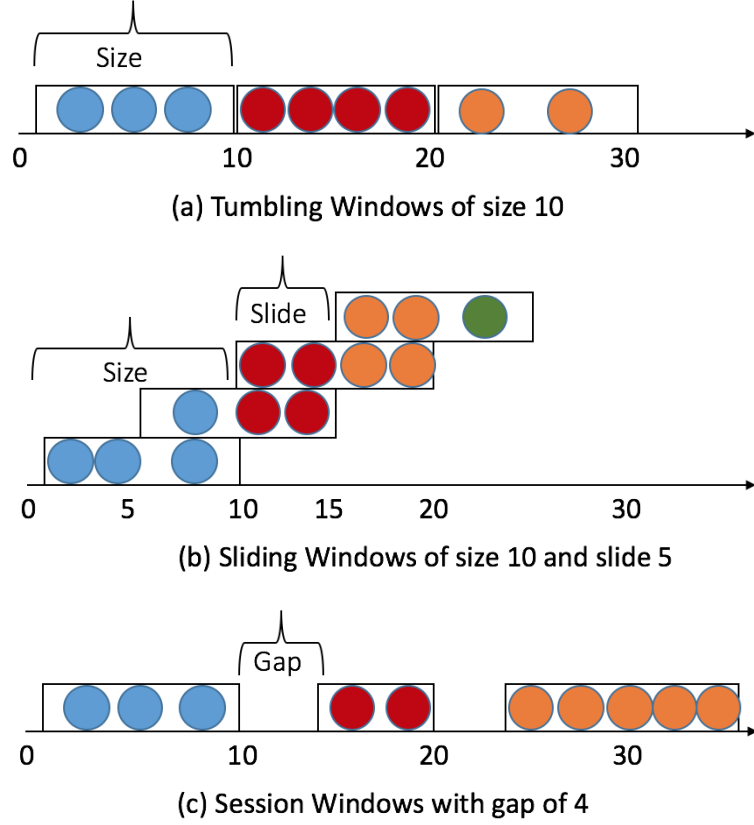 Size
0 10 20 30
(a) Tumbling Windows of size 10
Slide
Size
0 5 10 15 20 30
(b) Sliding Windows of size 10 and slide 5
Gap
0 10 20 30
(c) Session Windows with gap of 4